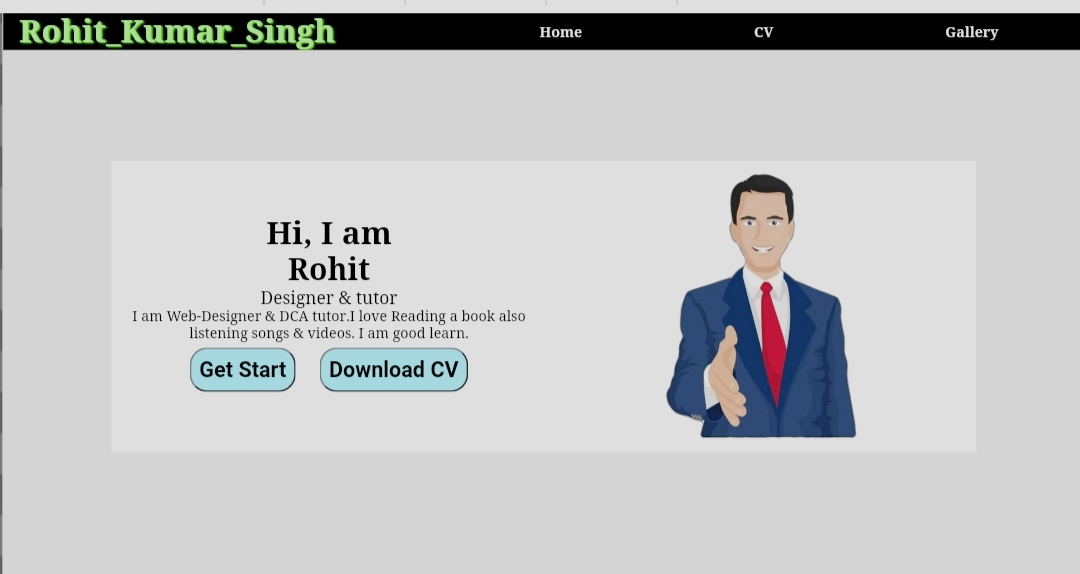 Rohit_Kumar_Singh Home CV Gallery
Hi, I am
Rohit
Designer & tutor
I am Web-Designer & DCA tutor.I love Reading a book also
listening songs & videos. I am good learn.
Get Start Download CV